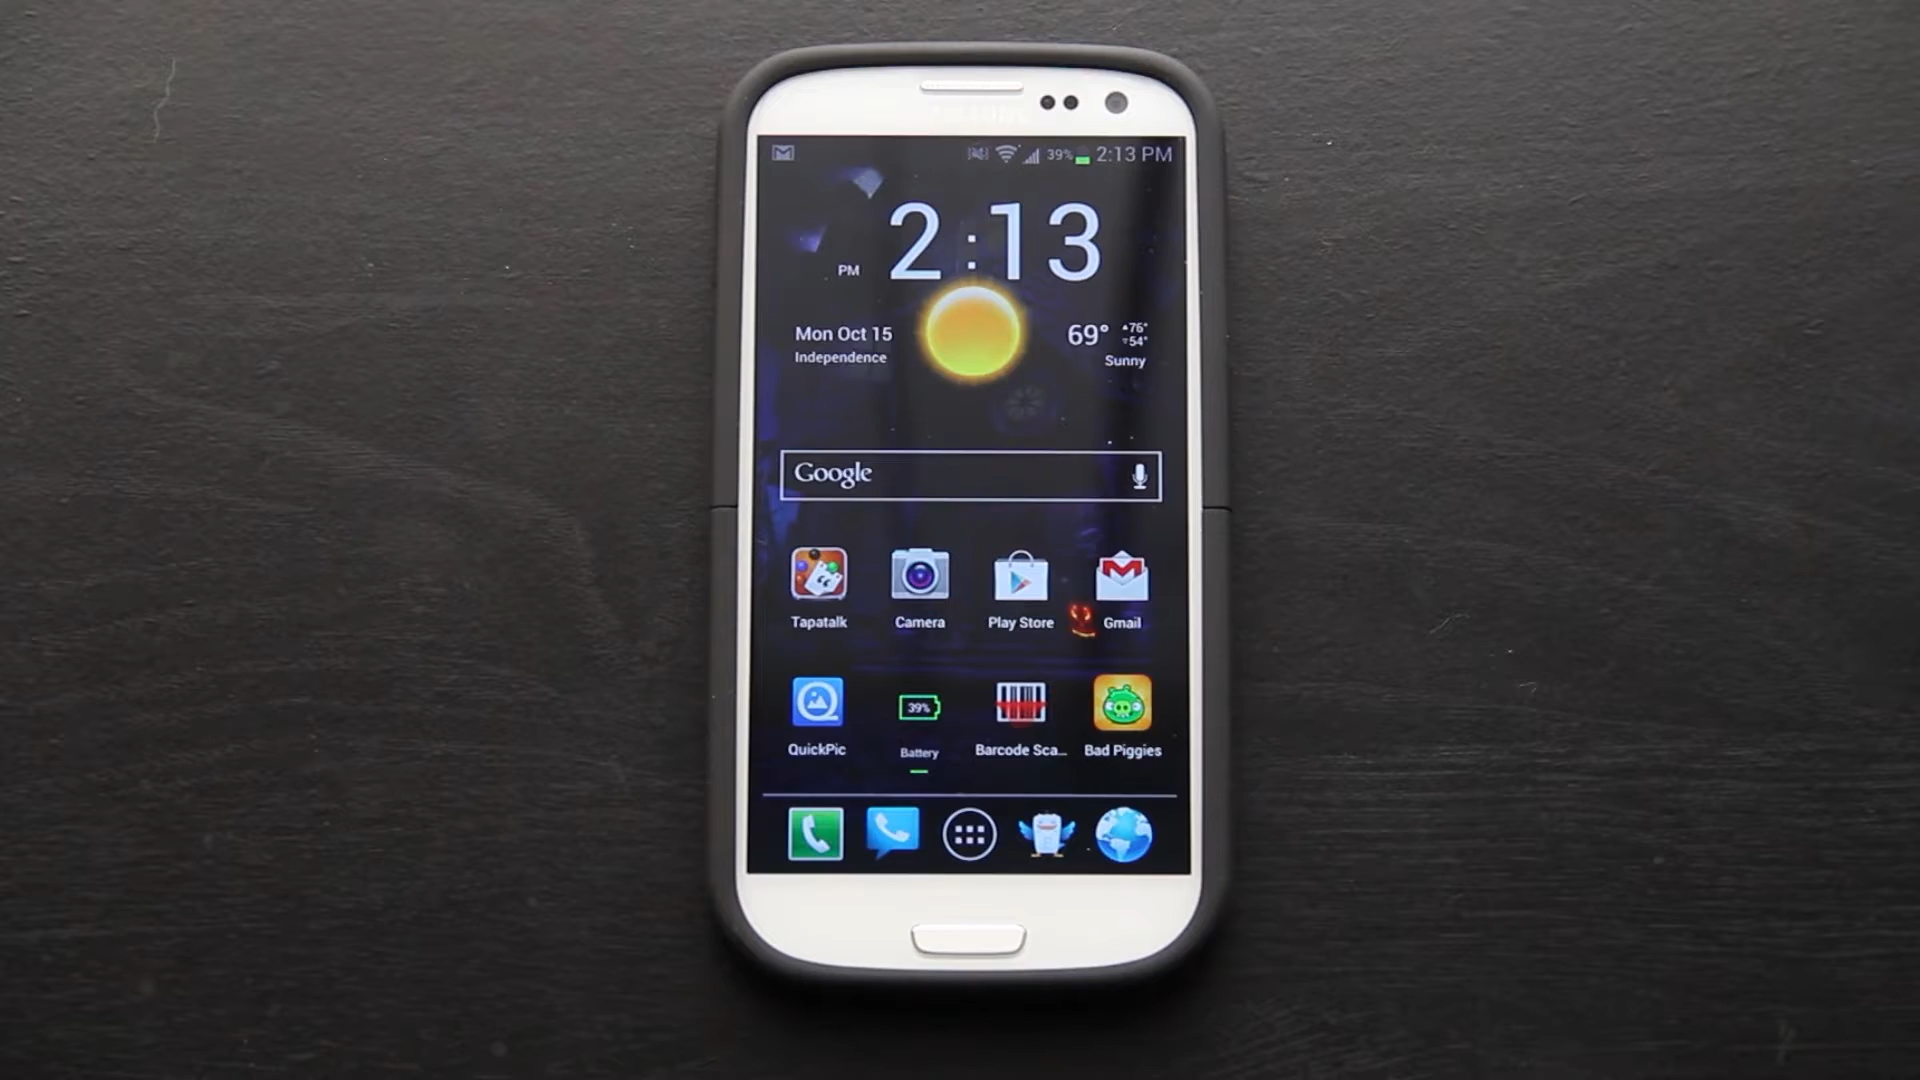 39% 2:13 PM
2:13
PM
Mon Oct 15
Independence
69°
▲76°
▽54°
Sunny
Google
Tapatalk
Camera
Play Store
Gmail
QuickPic
39%
Battery
Barcode Sca...
Bad Piggies